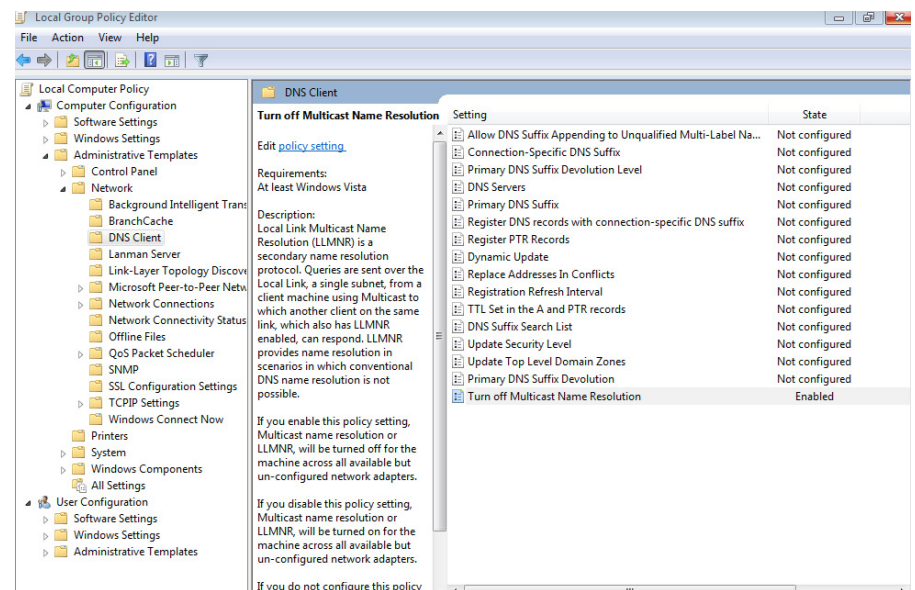 Local Group Policy Editor
File Action View Help
Local Computer Policy
Computer Configuration
Software Settings
Windows Settings
Administrative Templates
Control Panel
Network
Background Intelligent Trans
BranchCache
DNS Client
Lanman Server
Link-Layer Topology Discove
Microsoft Peer-to-Peer Netw
Network Connections
Network Connectivity Status
Offline Files
QoS Packet Scheduler
SNMP
SSL Configuration Settings
TCPIP Settings
Windows Connect Now
Printers
System
Windows Components
All Settings
User Configuration
Software Settings
Windows Settings
Administrative Templates
DNS Client
Turn off Multicast Name Resolution
Edit policy setting
Requirements:
At least Windows Vista
Description:
Local Link Multicast Name
Resolution (LLMNR) is a
secondary name resolution
protocol. Queries are sent over the
Local Link, a single subnet, from a
client machine using Multicast to
which another client on the same
link, which also has LLMNR
enabled, can respond. LLMNR
provides name resolution in
scenarios in which conventional
DNS name resolution is not
possible.
If you enable this policy setting,
Multicast name resolution or
LLMNR, will be turned off for the
machine across all available but
un-configured network adapters.
If you disable this policy setting,
Multicast name resolution or
LLMNR, will be turned on for the
machine across all available but
un-configured network adapters.
If you do not configure this policy
Setting State
Allow DNS Suffix Appending to Unqualified Multi-Label Na... Not configured
Connection-Specific DNS Suffix Not configured
Primary DNS Suffix Devolution Level Not configured
DNS Servers Not configured
Primary DNS Suffix Not configured
Register DNS records with connection-specific DNS suffix Not configured
Register PTR Records Not configured
Dynamic Update Not configured
Replace Addresses In Conflicts Not configured
Registration Refresh Interval Not configured
TTL Set in the A and PTR records Not configured
DNS Suffix Search List Not configured
Update Security Level Not configured
Update Top Level Domain Zones Not configured
Primary DNS Suffix Devolution Not configured
Turn off Multicast Name Resolution Enabled